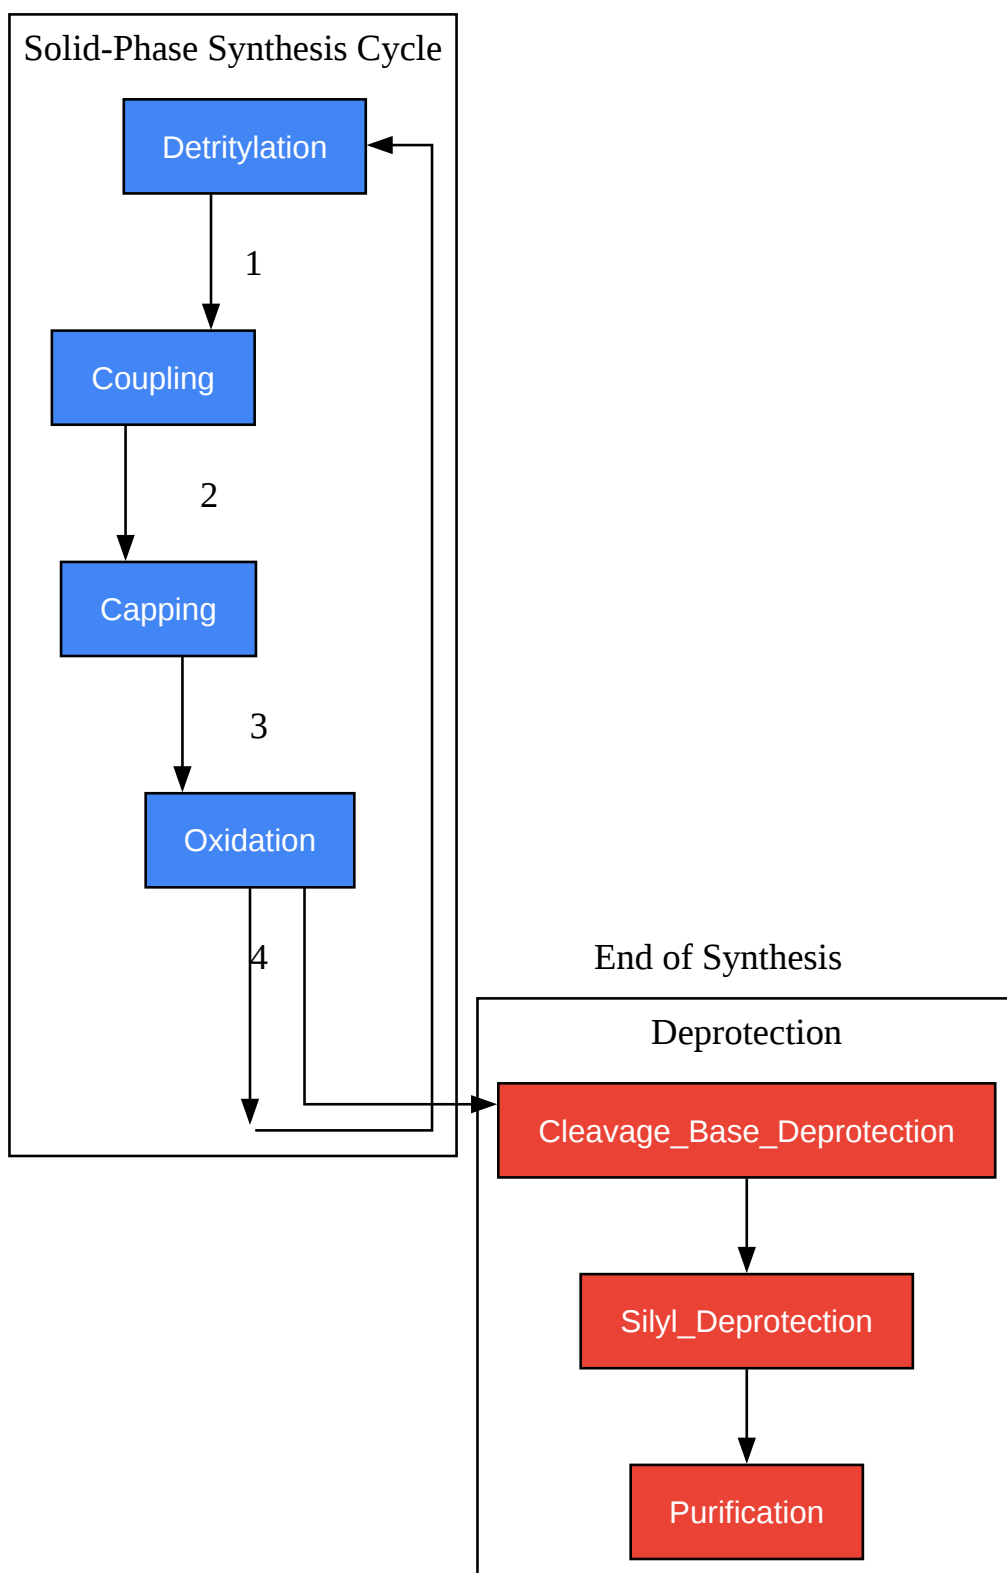 Solid-Phase Synthesis Cycle
Detritylation
1
Coupling
2
Capping
3
Oxidation
4
End of Synthesis
Deprotection
Cleavage_Base_Deprotection
Silyl_Deprotection
Purification